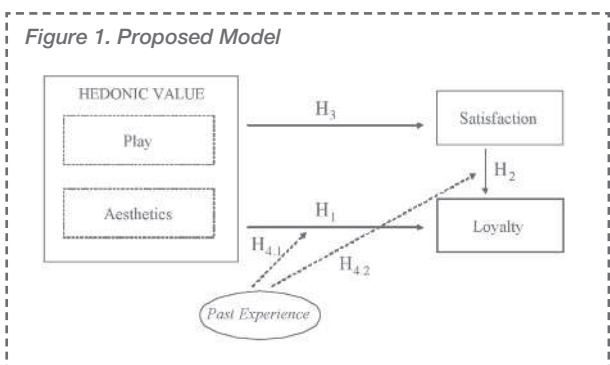 Figure 1. Proposed Model
HEDONIC VALUE
Play
Aesthetics
H3
Satisfaction
H2
H1
Loyalty
H4.1
H4.2
Past Experience